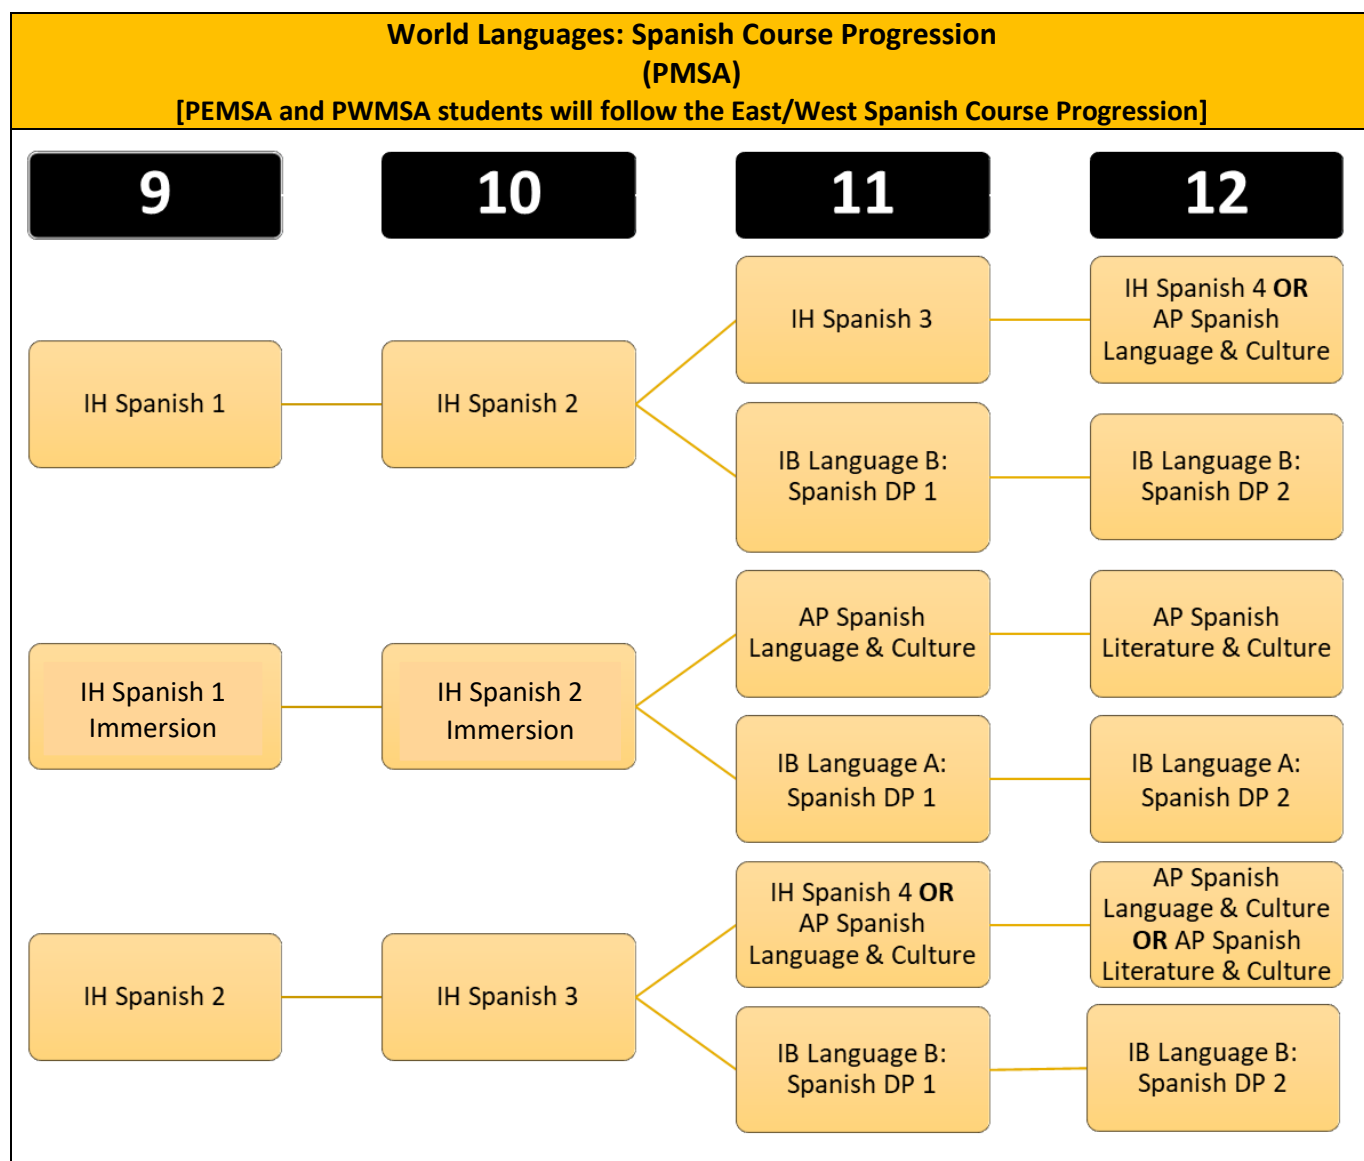 World Languages: Spanish Course Progression
(PMSA)
[PEMSA and PWMSA students will follow the East/West Spanish Course Progression]
9
10
11
12
IH Spanish 1
IH Spanish 2
IH Spanish 3
IH Spanish 4 OR
AP Spanish
Language & Culture
IB Language B:
Spanish DP 1
IB Language B:
Spanish DP 2
IH Spanish 1
Immersion
IH Spanish 2
Immersion
AP Spanish
Language & Culture
AP Spanish
Literature & Culture
IB Language A:
Spanish DP 1
IB Language A:
Spanish DP 2
IH Spanish 2
IH Spanish 3
IH Spanish 4 OR
AP Spanish
Language & Culture
AP Spanish
Language & Culture
OR AP Spanish
Literature & Culture
IB Language B:
Spanish DP 1
IB Language B:
Spanish DP 2